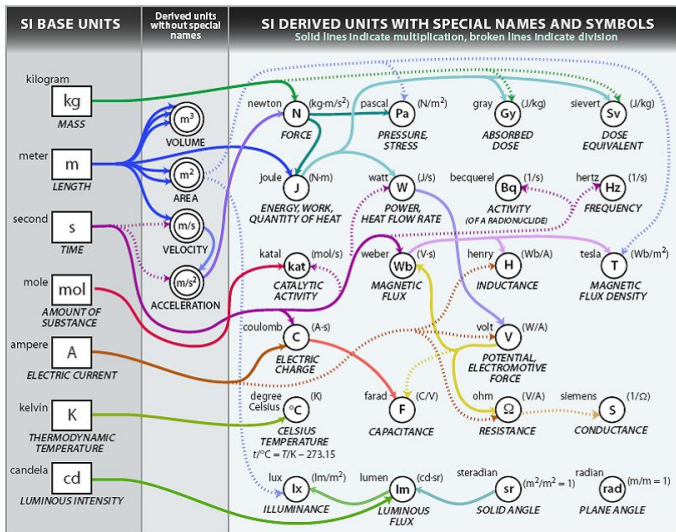 SI BASE UNITS
Derived units
without special
names
SI DERIVED UNITS WITH SPECIAL NAMES AND SYMBOLS
Solid lines indicate multiplication, broken lines indicate division
kilogram
kg
MASS
m³
VOLUME
newton
N
(kg·m/s²)
FORCE
pascal
Pa
(N/m²)
PRESSURE,
STRESS
gray
Gy
(J/kg)
ABSORBED
DOSE
sievert
Sv
(J/kg)
DOSE
EQUIVALENT
meter
m
LENGTH
m²
AREA
joule
J
(N·m)
ENERGY, WORK,
QUANTITY OF HEAT
watt
W
(J/s)
POWER,
HEAT FLOW RATE
becquerel
Bq
(1/s)
ACTIVITY
(OF A RADIONUCLIDE)
hertz
Hz
(1/s)
FREQUENCY
second
s
TIME
m/s
VELOCITY
m/s²
ACCELERATION
katal
kat
(mol/s)
CATALYTIC
ACTIVITY
weber
Wb
(V·s)
MAGNETIC
FLUX
henry
H
(Wb/A)
INDUCTANCE
tesla
T
(Wb/m²)
MAGNETIC
FLUX DENSITY
mole
mol
AMOUNT OF
SUBSTANCE
coulomb
C
(A·s)
ELECTRIC
CHARGE
volt
V
(W/A)
POTENTIAL,
ELECTROMOTIVE
FORCE
ampere
A
ELECTRIC CURRENT
kelvin
K
THERMODYNAMIC
TEMPERATURE
degree
Celsius
°C
(K)
CELSIUS
TEMPERATURE
t/°C = T/K – 273.15
farad
F
(C/V)
CAPACITANCE
ohm
Ω
(V/A)
RESISTANCE
siemens
S
(1/Ω)
CONDUCTANCE
candela
cd
LUMINOUS INTENSITY
lux
lx
(lm/m²)
ILLUMINANCE
lumen
lm
(cd·sr)
LUMINOUS
FLUX
steradian
sr
(m²/m² = 1)
SOLID ANGLE
radian
rad
(m/m = 1)
PLANE ANGLE